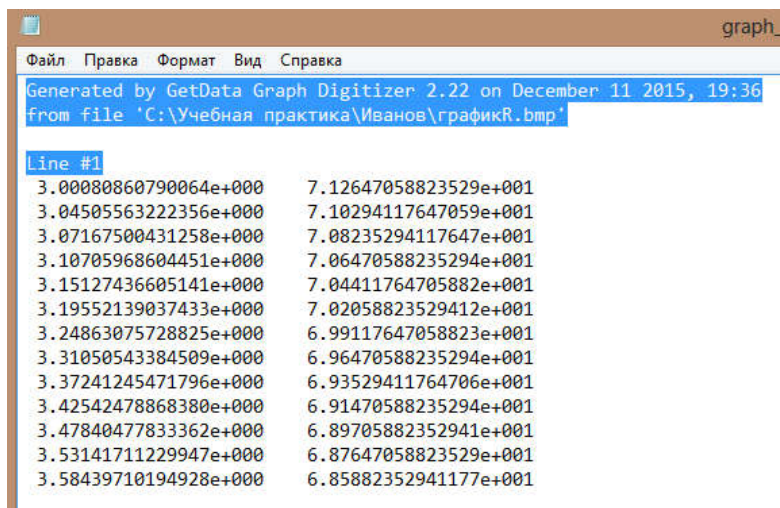 graph_
Файл Правка Формат Вид Справка
Generated by GetData Graph Digitizer 2.22 on December 11 2015, 19:36
from file 'C:\Учебная практика\Иванов\графикR.bmp'
Line #1
3.00080860790064e+000 7.12647058823529e+001
3.04505563222356e+000 7.10294117647059e+001
3.07167500431258e+000 7.08235294117647e+001
3.10705968604451e+000 7.06470588235294e+001
3.15127436605141e+000 7.04411764705882e+001
3.19552139037433e+000 7.02058823529412e+001
3.24863075728825e+000 6.99117647058823e+001
3.31050543384509e+000 6.96470588235294e+001
3.37241245471796e+000 6.93529411764706e+001
3.42542478868380e+000 6.91470588235294e+001
3.47840477833362e+000 6.89705882352941e+001
3.53141711229947e+000 6.87647058823529e+001
3.58439710194928e+000 6.85882352941177e+001